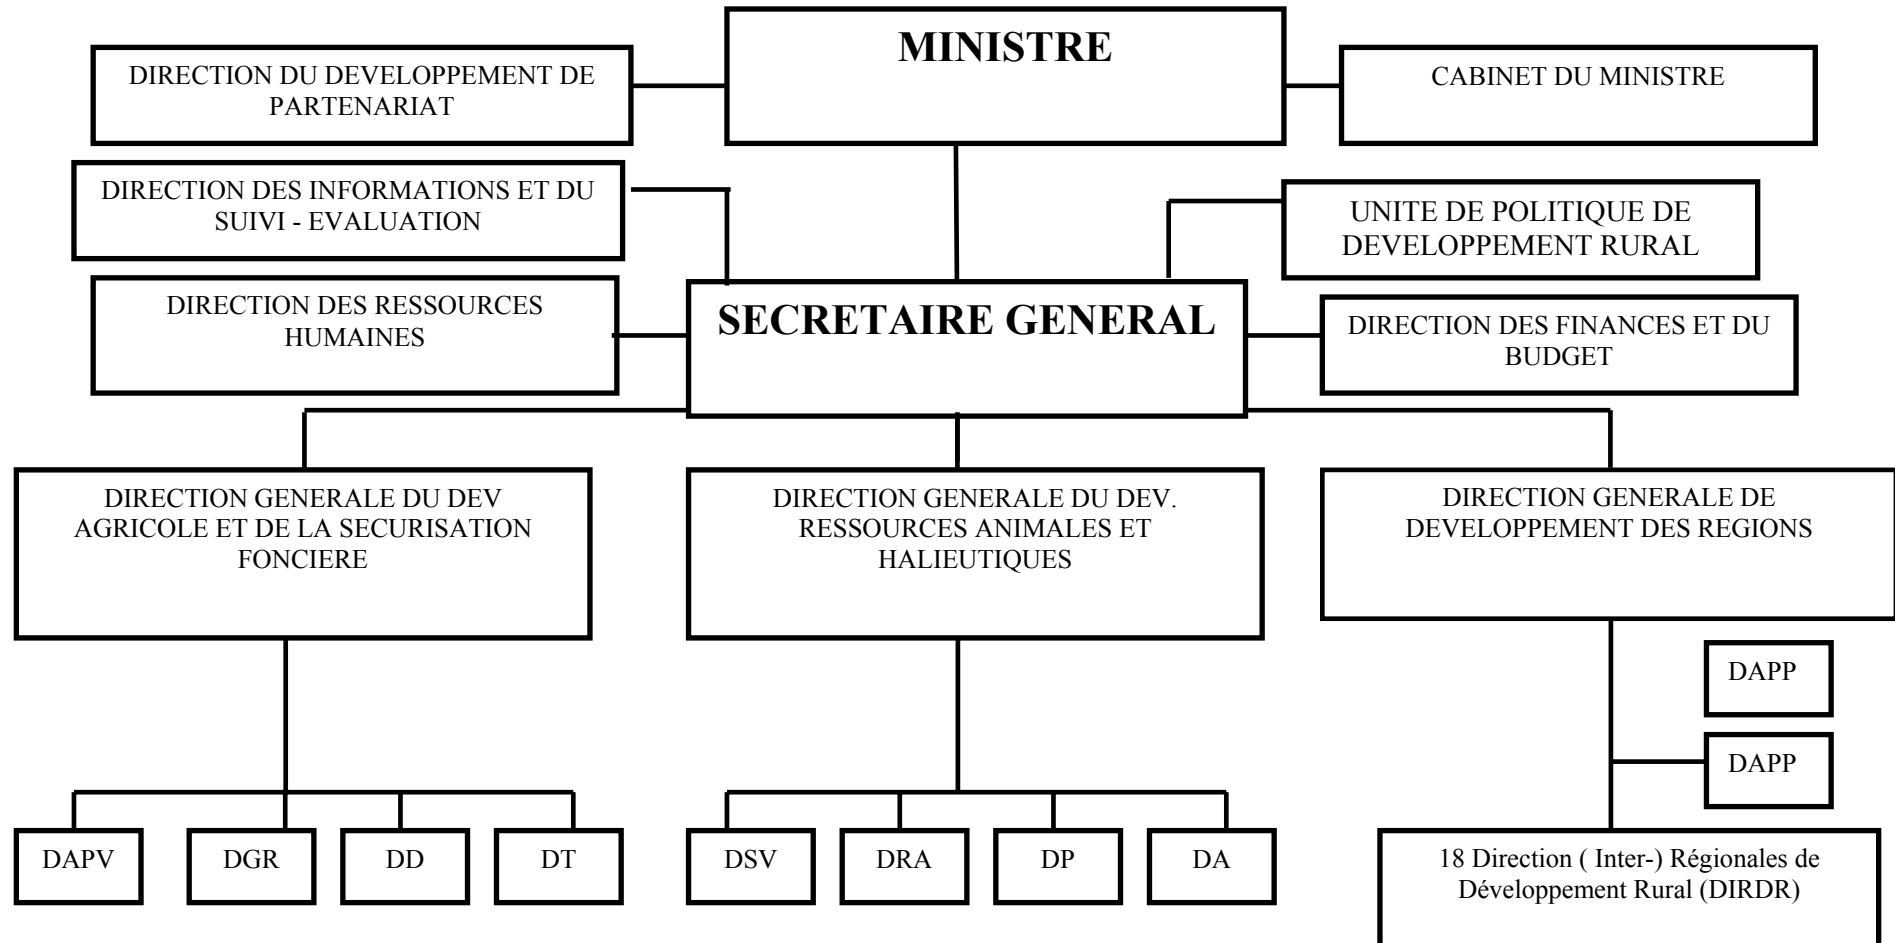 MINISTRE
DIRECTION DU DEVELOPPEMENT DE
PARTENARIAT
CABINET DU MINISTRE
DIRECTION DES INFORMATIONS ET DU
SUIVI - EVALUATION
UNITE DE POLITIQUE DE
DEVELOPPEMENT RURAL
DIRECTION DES RESSOURCES
HUMAINES
SECRETAIRE GENERAL
DIRECTION DES FINANCES ET DU
BUDGET
DIRECTION GENERALE DU DEV
AGRICOLE ET DE LA SECURISATION
FONCIERE
DIRECTION GENERALE DU DEV.
RESSOURCES ANIMALES ET
HALIEUTIQUES
DIRECTION GENERALE DE
DEVELOPPEMENT DES REGIONS
DAPP
DAPP
DAPV
DGR
DD
DT
DSV
DRA
DP
DA
18 Direction ( Inter-) Régionales de
Développement Rural (DIRDR)